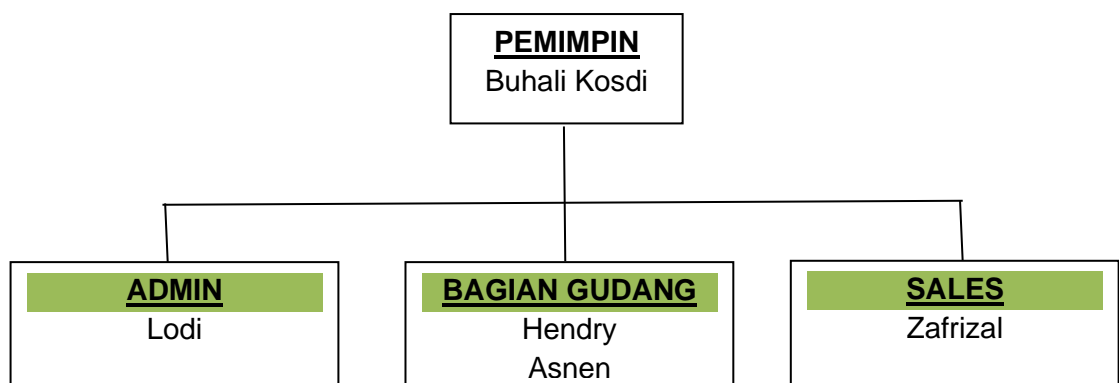 PEMIMPIN
Buhali Kosdi
ADMIN
Lodi
BAGIAN GUDANG
Hendry
Asnen
SALES
Zafrizal